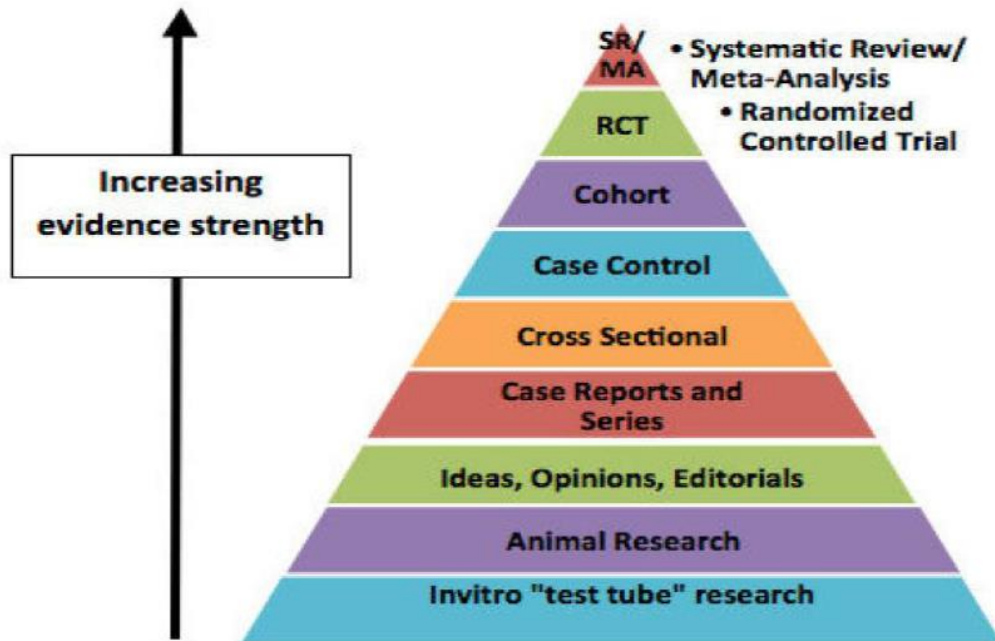 SR/
MA
• Systematic Review/
Meta-Analysis
RCT
• Randomized
Controlled Trial
Increasing
evidence strength
Cohort
Case Control
Cross Sectional
Case Reports and
Series
Ideas, Opinions, Editorials
Animal Research
Invitro "test tube" research